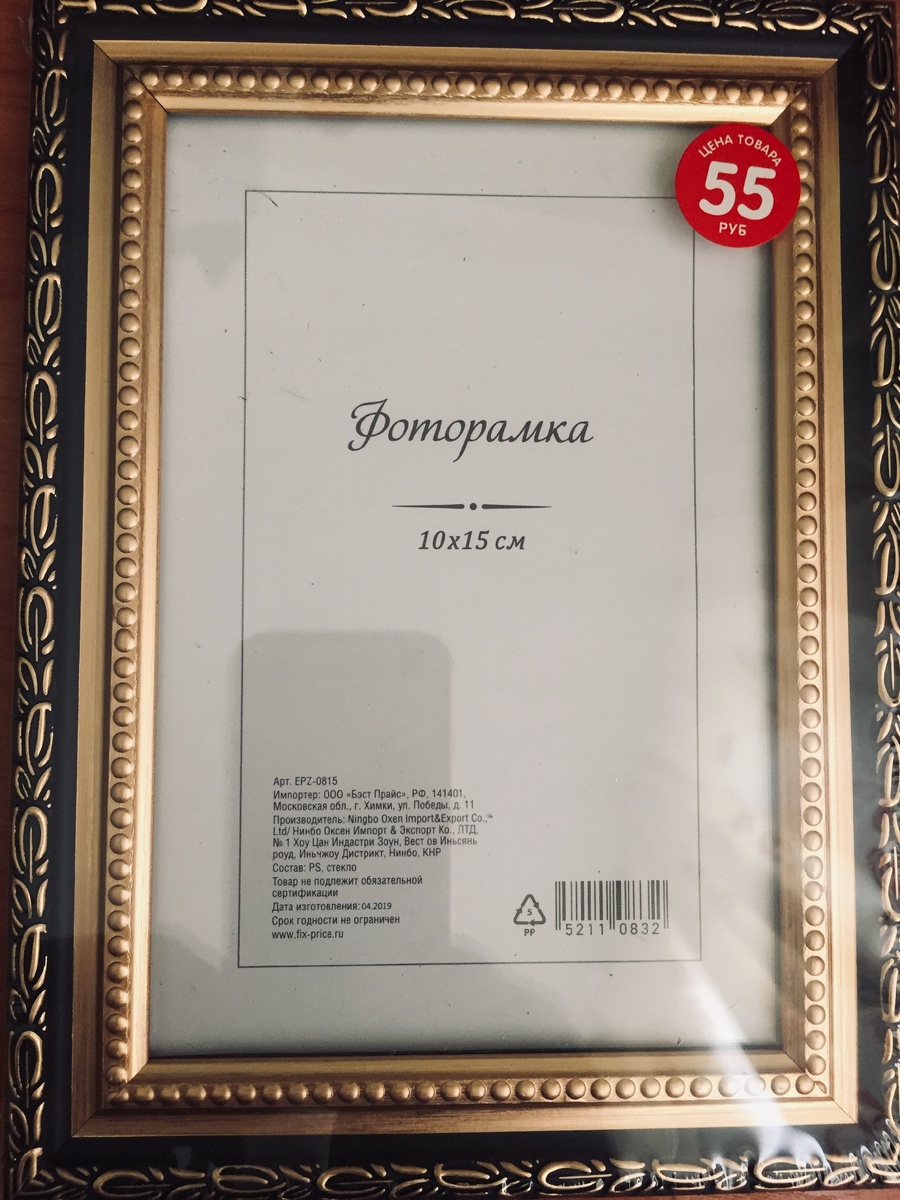 ЦЕНА ТОВАРА
55
РУБ
Фоторамка
10х15 см
Арт. EPZ-0815
Импортер: ООО «Бэст Прайс», РФ, 141401,
Московская обл., г. Химки, ул. Победы, д. 11
Производитель: Ningbo Oxen Import&Export Co.,
Ltd/ Нинбо Оксен Импорт & Экспорт Ко., ЛТД,
№ 1 Хоу Цан Индастри Зоун, Вест ов Иньсянь
роуд, Иньчжоу Дистрикт, Нинбо, КНР
Состав: PS, стекло
Товар не подлежит обязательной
сертификации
Дата изготовления: 04.2019
Срок годности не ограничен
www.fix-price.ru
5
PP
5211 0832